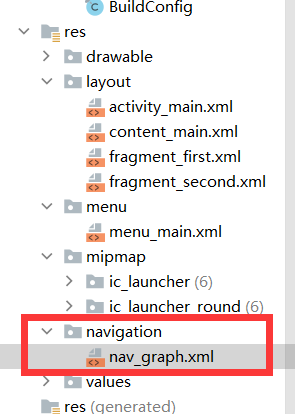 BuildConfig
res
drawable
layout
activity_main.xml
content_main.xml
fragment_first.xml
fragment_second.xml
menu
menu_main.xml
mipmap
ic_launcher (6)
ic_launcher_round (6)
navigation
nav_graph.xml
values
res (generated)